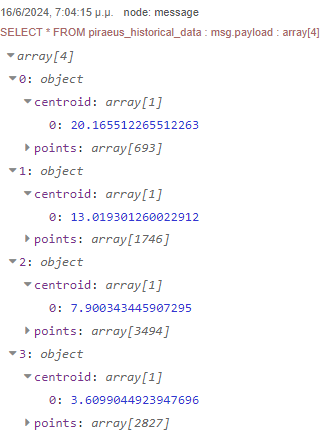 16/6/2024, 7:04:15 μ.μ. node: message
SELECT * FROM piraeus_historical_data : msg.payload : array[4]
array[4]
0: object
centroid: array[1]
0: 20.165512265512263
points: array[693]
1: object
centroid: array[1]
0: 13.019301260022912
points: array[1746]
2: object
centroid: array[1]
0: 7.900343445907295
points: array[3494]
3: object
centroid: array[1]
0: 3.6099044923947696
points: array[2827]